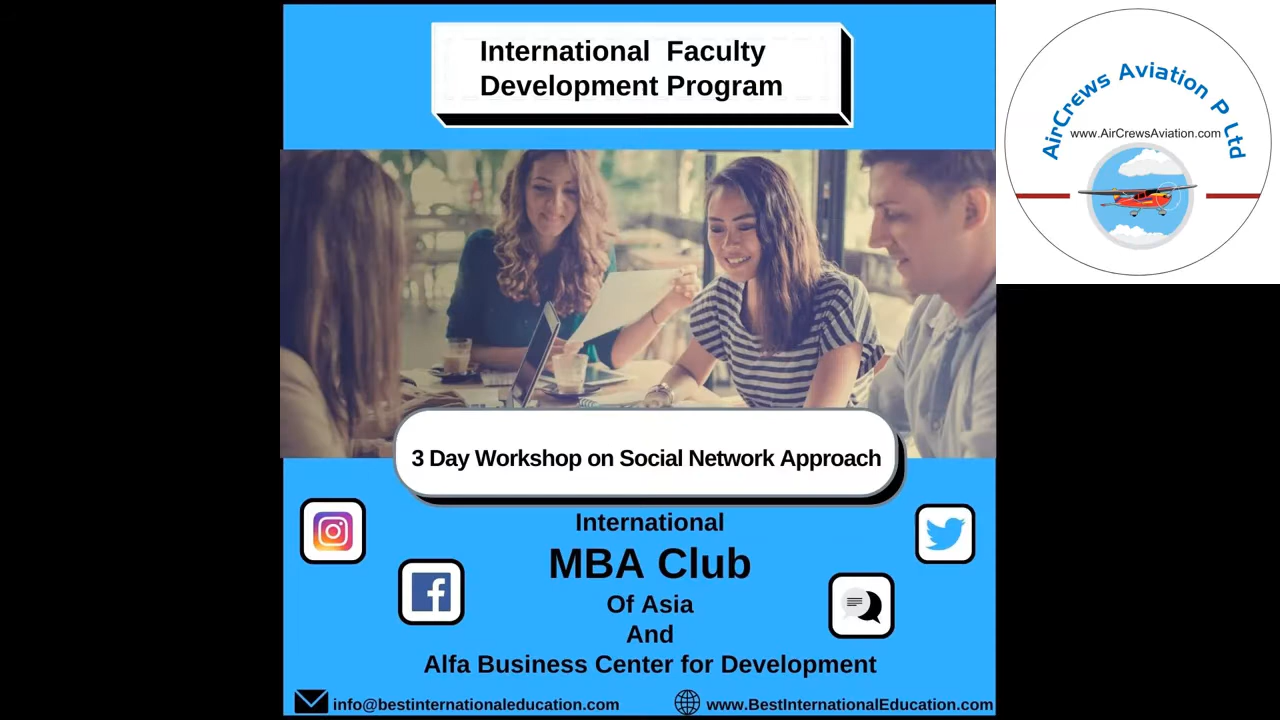 International Faculty
Development Program
AirCrews Aviation P Ltd
www.AirCrewsAviation.com
3 Day Workshop on Social Network Approach
International
MBA Club
Of Asia
And
Alfa Business Center for Development
info@bestinternationaleducation.com
www.BestInternationalEducation.com